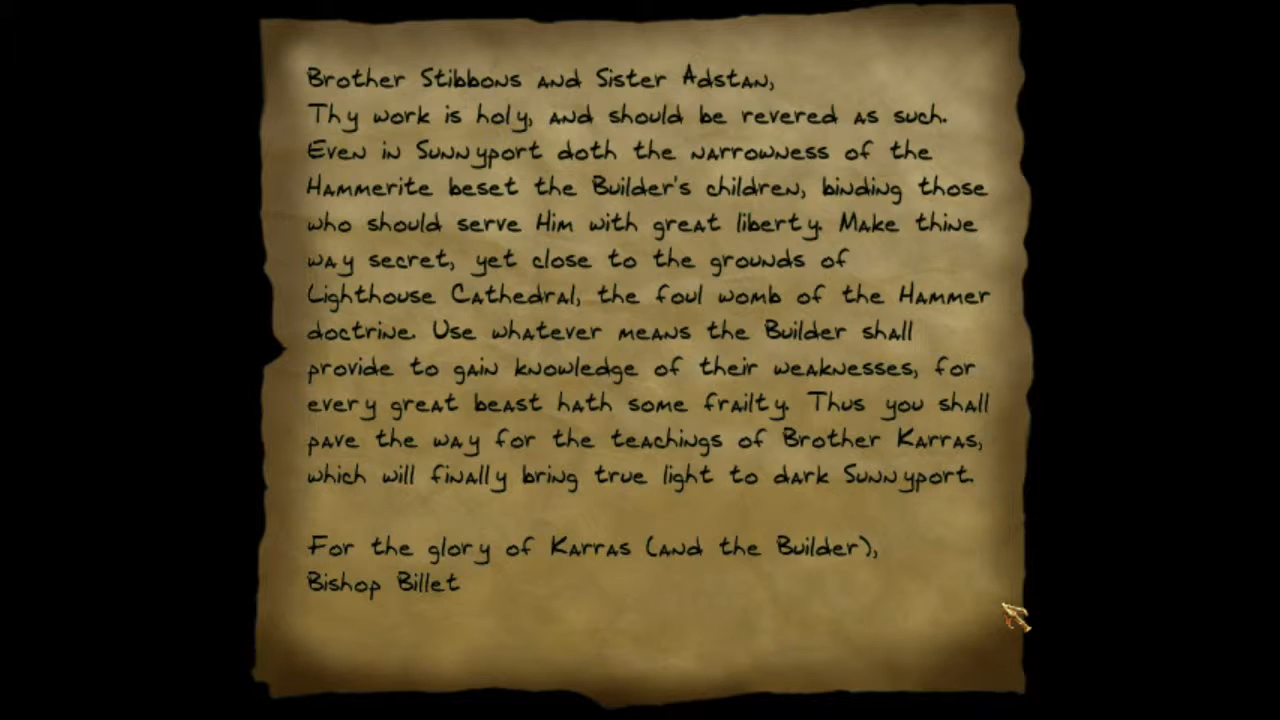 Brother Stibbons and Sister Adstan,
Thy work is holy, and should be revered as such.
Even in Sunnyport doth the narrowness of the
Hammerite beset the Builder's children, binding those
who should serve Him with great liberty. Make thine
way secret, yet close to the grounds of
Lighthouse Cathedral, the foul womb of the Hammer
doctrine. Use whatever means the Builder shall
provide to gain knowledge of their weaknesses, for
every great beast hath some frailty. Thus you shall
pave the way for the teachings of Brother Karras,
which will finally bring true light to dark Sunnyport.
For the glory of Karras (and the Builder),
Bishop Billet